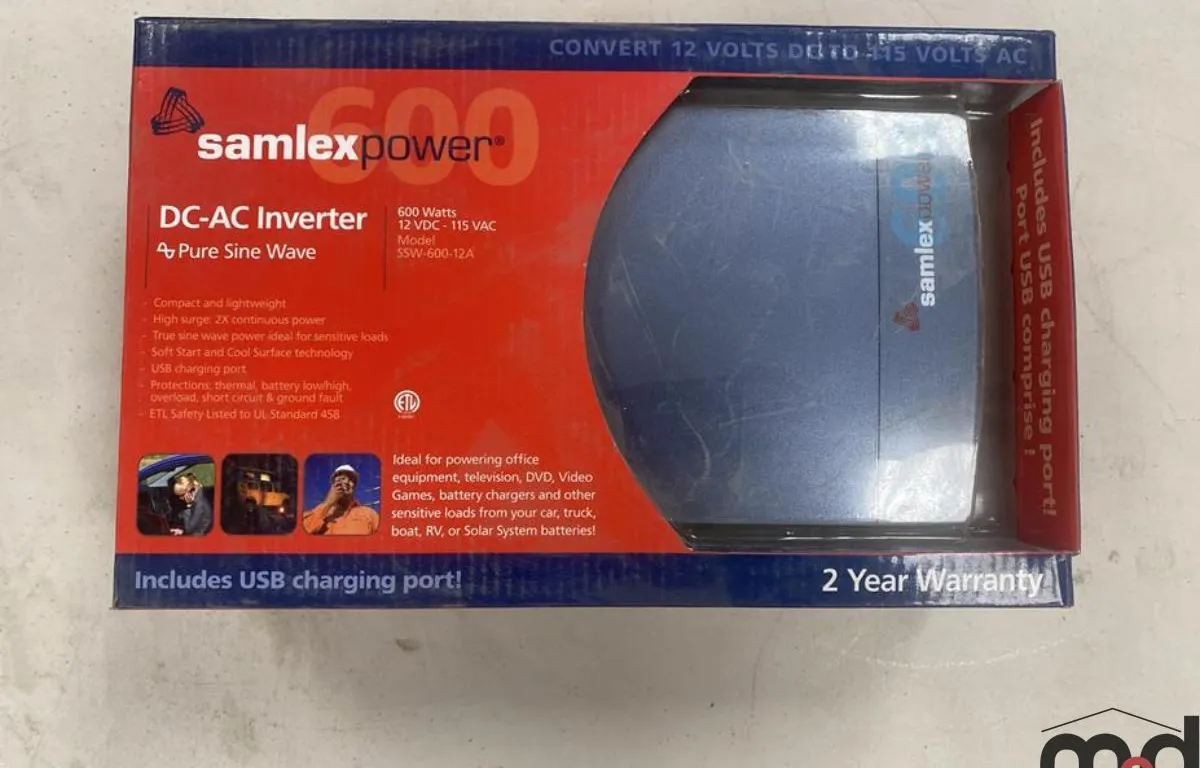 CONVERT 12 VOLTS DC TO 115 VOLTS AC
600
samlexpower®
DC-AC Inverter
Pure Sine Wave
600 Watts
12 VDC - 115 VAC
Model
SSW-600-12A
- Compact and lightweight
- High surge: 2X continuous power
- True sine wave power ideal for sensitive loads
- Soft Start and Cool Surface technology
- USB charging port
- Protections: thermal, battery low/high,
overload, short circuit & ground fault
- ETL Safety Listed to UL Standard 458
ETL
Ideal for powering office
equipment, television, DVD, Video
Games, battery chargers and other
sensitive loads from your car, truck,
boat, RV, or Solar System batteries!
samlexpower
Includes USB charging port!
Port USB comprise !
Includes USB charging port!
2 Year Warranty